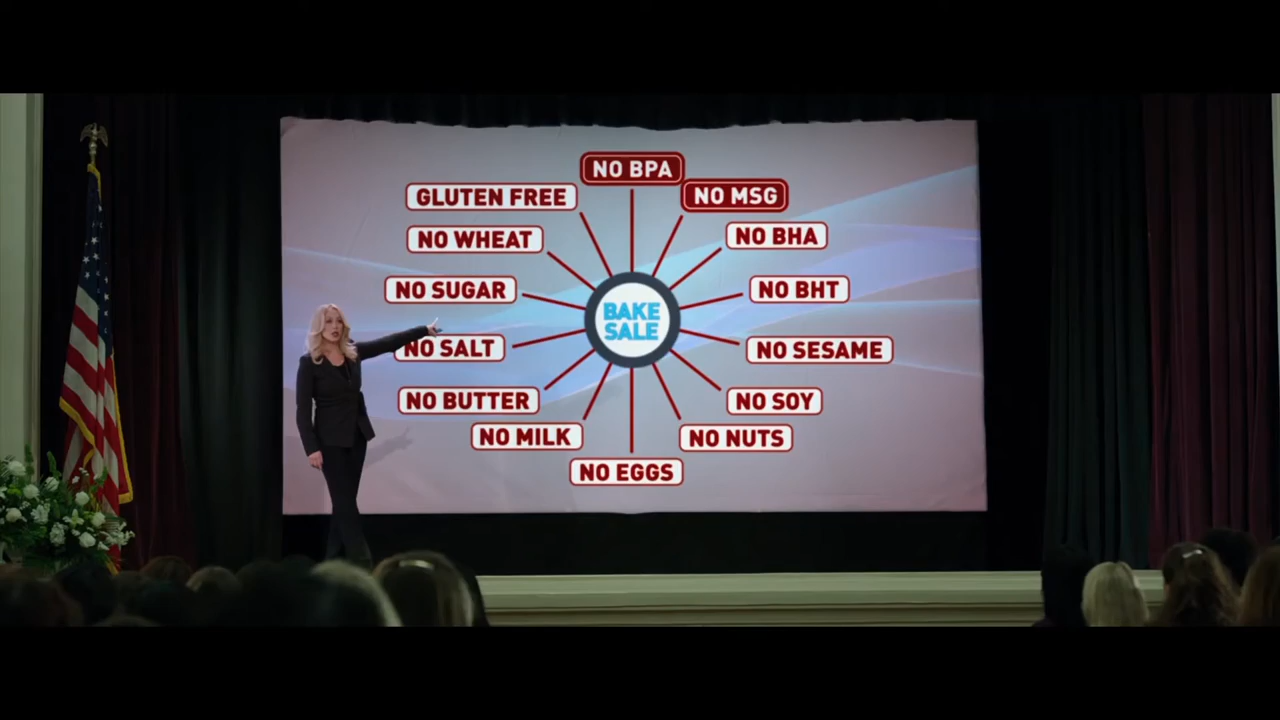 NO BPA
GLUTEN FREE
NO MSG
NO WHEAT
NO BHA
NO SUGAR
NO BHT
BAKE
SALE
NO SALT
NO SESAME
NO BUTTER
NO SOY
NO MILK
NO NUTS
NO EGGS